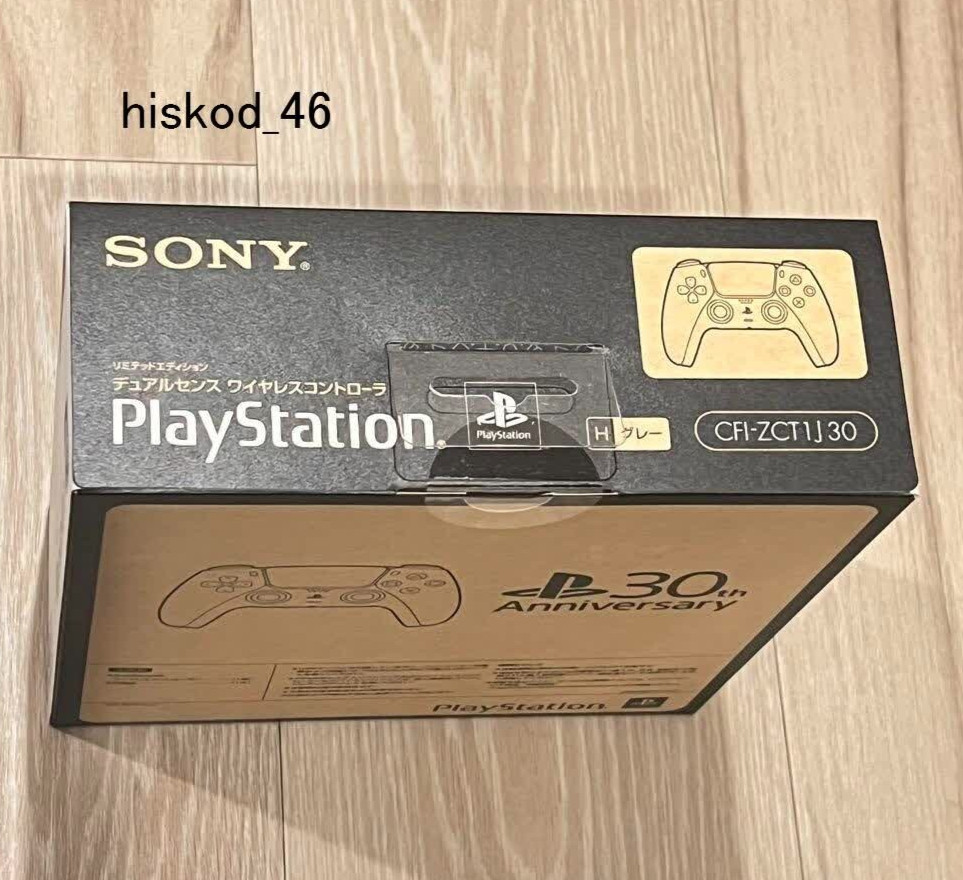 hiskod_46
SONY®
リミテッドエディション
デュアルセンス ワイヤレスコントローラ
PlayStation®
PlayStation
H グレー
CFI-ZCT1J 30
30th
Anniversary
PlayStation